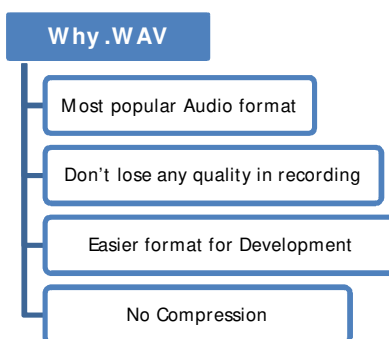 Why .WAV
Most popular Audio format
Don't lose any quality in recording
Easier format for Development
No Compression